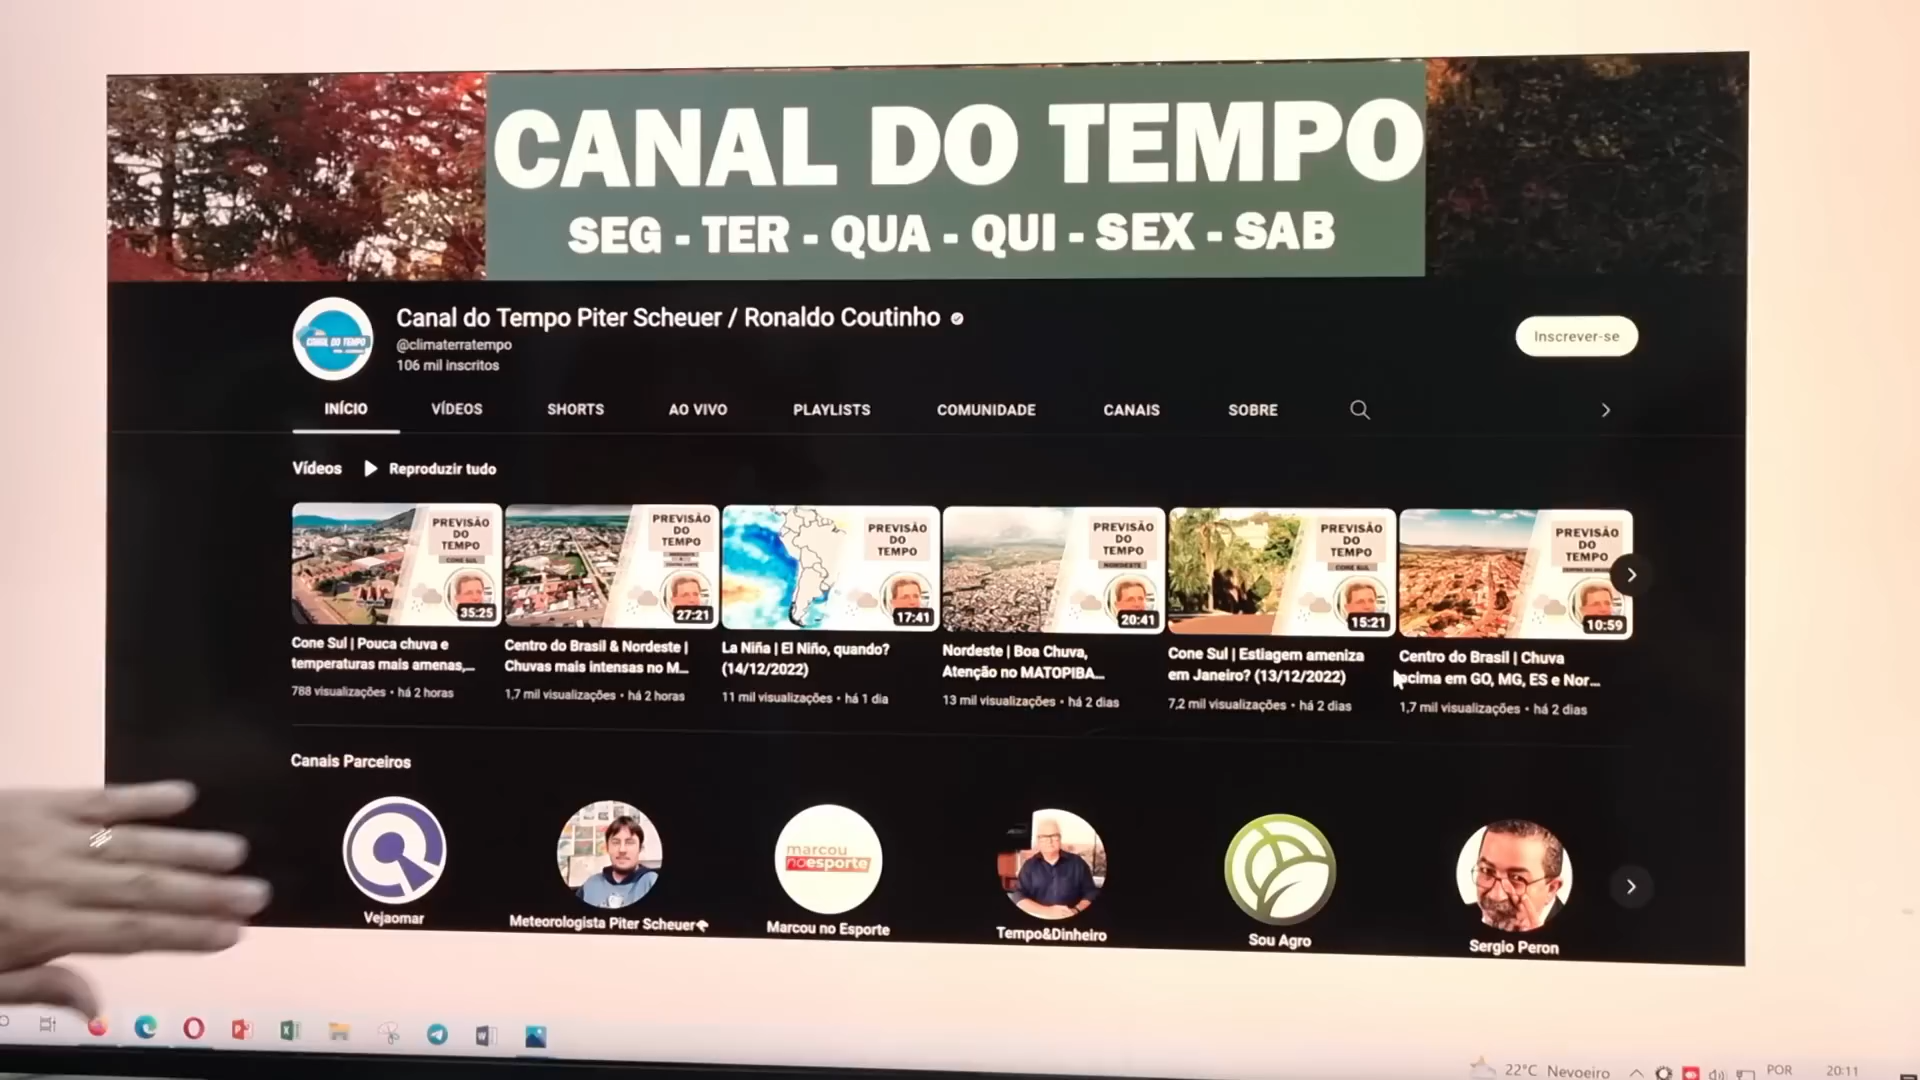 CANAL DO TEMPO
SEG - TER - QUA - QUI - SEX - SAB
CANAL DO TEMPO
Canal do Tempo Piter Scheuer / Ronaldo Coutinho
@climaterratempo
106 mil inscritos
Inscrever-se
INÍCIO VÍDEOS SHORTS AO VIVO PLAYLISTS COMUNIDADE CANAIS SOBRE
Vídeos Reproduzir tudo
PREVISÃO
DO
TEMPO
CONE SUL
35:25
Cone Sul | Pouca chuva e
temperaturas mais amenas,...
788 visualizações • há 2 horas
PREVISÃO
DO
TEMPO
27:21
Centro do Brasil & Nordeste |
Chuvas mais intensas no M...
1,7 mil visualizações • há 2 horas
PREVISÃO
DO
TEMPO
17:41
La Niña | El Niño, quando?
(14/12/2022)
11 mil visualizações • há 1 dia
PREVISÃO
DO
TEMPO
NORDESTE
20:41
Nordeste | Boa Chuva,
Atenção no MATOPIBA...
13 mil visualizações • há 2 dias
PREVISÃO
DO
TEMPO
CONE SUL
15:21
Cone Sul | Estiagem ameniza
em Janeiro? (13/12/2022)
7,2 mil visualizações • há 2 dias
PREVISÃO
DO
TEMPO
10:59
Centro do Brasil | Chuva
acima em GO, MG, ES e Nor...
1,7 mil visualizações • há 2 dias
Canais Parceiros
Vejaomar
Meteorologista Piter Scheuer
marcou
noesporte
Marcou no Esporte
Tempo&Dinheiro
Sou Agro
Sergio Peron
22°C Nevoeiro POR 20:11